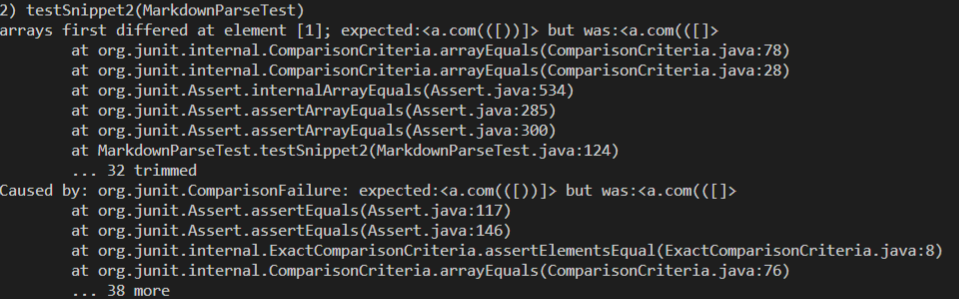 2) testSnippet2(MarkdownParseTest)
arrays first differed at element [1]; expected:<a.com(([))]> but was:<a.com(([]>
at org.junit.internal.ComparisonCriteria.arrayEquals(ComparisonCriteria.java:78)
at org.junit.internal.ComparisonCriteria.arrayEquals(ComparisonCriteria.java:28)
at org.junit.Assert.internalArrayEquals(Assert.java:534)
at org.junit.Assert.assertArrayEquals(Assert.java:285)
at org.junit.Assert.assertArrayEquals(Assert.java:300)
at MarkdownParseTest.testSnippet2(MarkdownParseTest.java:124)
... 32 trimmed
Caused by: org.junit.ComparisonFailure: expected:<a.com(([))]> but was:<a.com(([]>
at org.junit.Assert.assertEquals(Assert.java:117)
at org.junit.Assert.assertEquals(Assert.java:146)
at org.junit.internal.ExactComparisonCriteria.assertElementsEqual(ExactComparisonCriteria.java:8)
at org.junit.internal.ComparisonCriteria.arrayEquals(ComparisonCriteria.java:76)
... 38 more